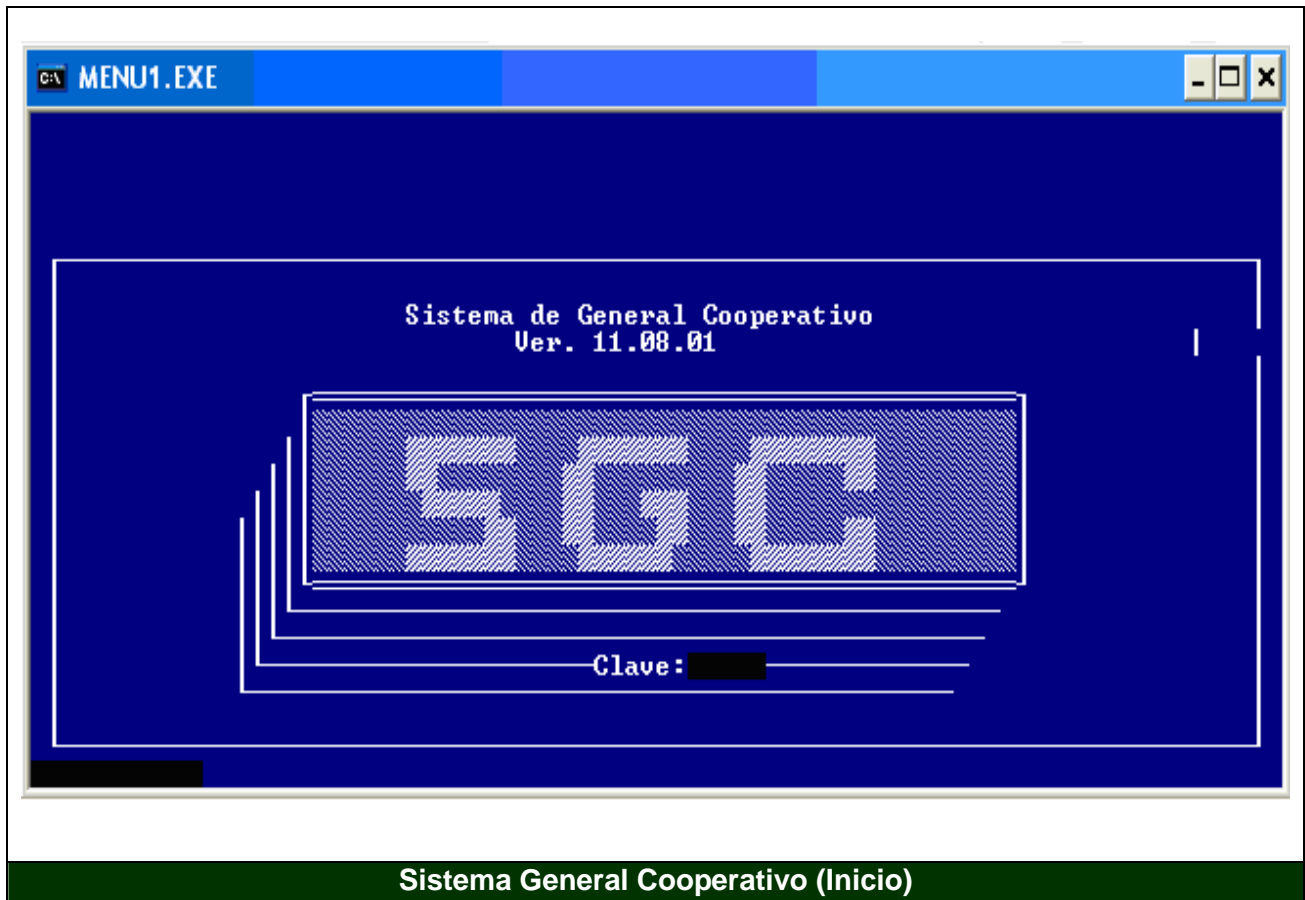 C:\ MENU1.EXE
Sistema de General Cooperativo
Ver. 11.08.01
SGC
Clave:
Sistema General Cooperativo (Inicio)